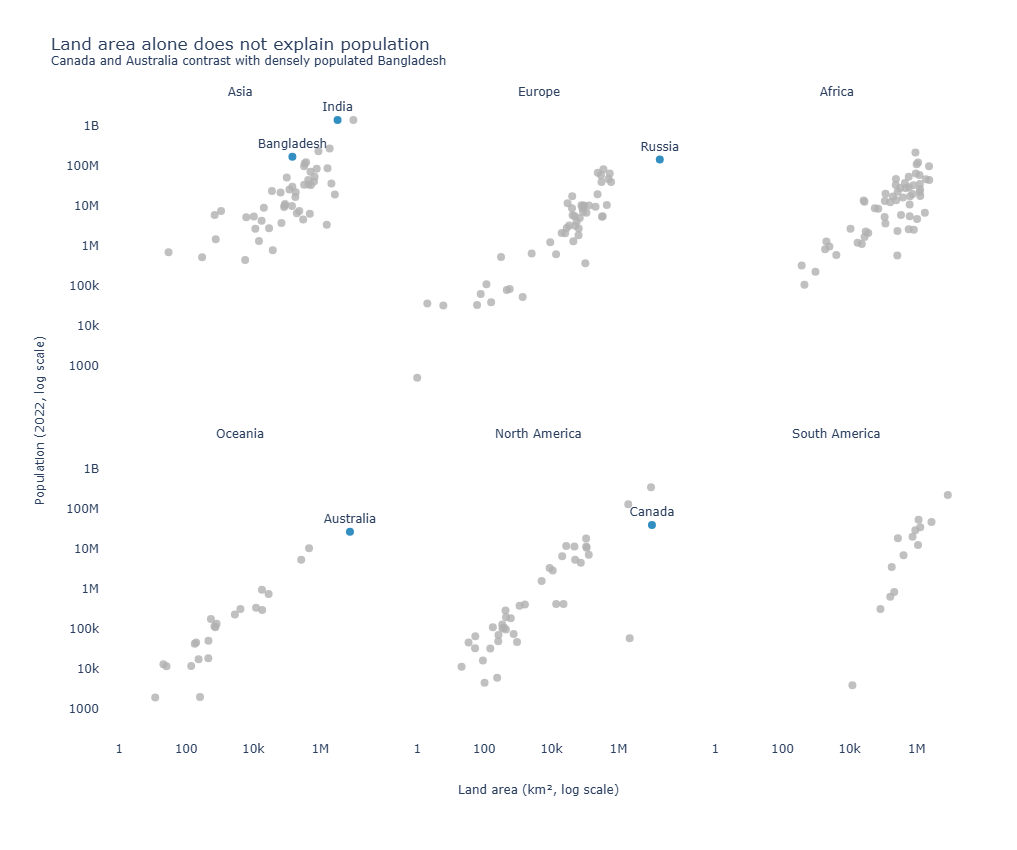 Land area alone does not explain population
Canada and Australia contrast with densely populated Bangladesh
Asia
Europe
Africa
India
Bangladesh
Russia
1B
100M
10M
1M
100k
10k
1000
Population (2022, log scale)
Oceania
North America
South America
Australia
Canada
1B
100M
10M
1M
100k
10k
1000
1 100 10k 1M
1 100 10k 1M
1 100 10k 1M
Land area (km², log scale)